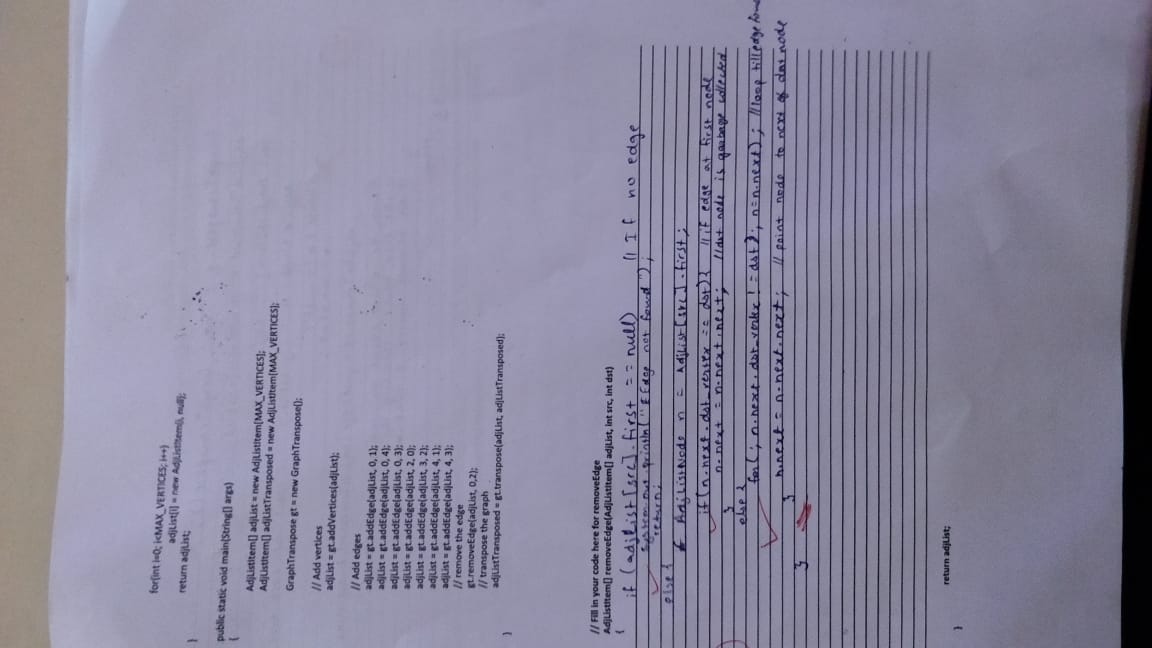 for(int i=0; i<MAX_VERTICES; i++)
adjList[i] = new AdjListItem(i, null);
return adjList;
}
public static void main(String[] args)
{
AdjListItem[] adjList = new AdjListItem[MAX_VERTICES];
AdjListItem[] adjListTransposed = new AdjListItem[MAX_VERTICES];
GraphTranspose gt = new GraphTranspose();
// Add vertices
adjList = gt.addVertices(adjList);
// Add edges
adjList = gt.addEdge(adjList, 0, 1);
adjList = gt.addEdge(adjList, 0, 4);
adjList = gt.addEdge(adjList, 0, 3);
adjList = gt.addEdge(adjList, 2, 0);
adjList = gt.addEdge(adjList, 3, 2);
adjList = gt.addEdge(adjList, 4, 1);
adjList = gt.addEdge(adjList, 4, 3);
// remove the edge
gt.removeEdge(adjList, 0,2);
// transpose the graph
adjListTransposed = gt.transpose(adjList, adjListTransposed);
}
// Fill in your code here for removeEdge
AdjListItem[] removeEdge(AdjListItem[] adjList, int src, int dst)
{
if (adjList[src].first == null) // If no edge
System.out.println("Edge not found");
return;
else {
AdjListNode n = AdjList[src].first;
if(n.next.dst_vertex == dst){ // if edge at first node
n.next = n.next.next; // dst node is garbage collected
}
else {
for(; n.next.dst_vertex != dst); n=n.next); // loop till edge
n.next = n.next.next; // point node to next of dst node
}
}
return adjList;
}